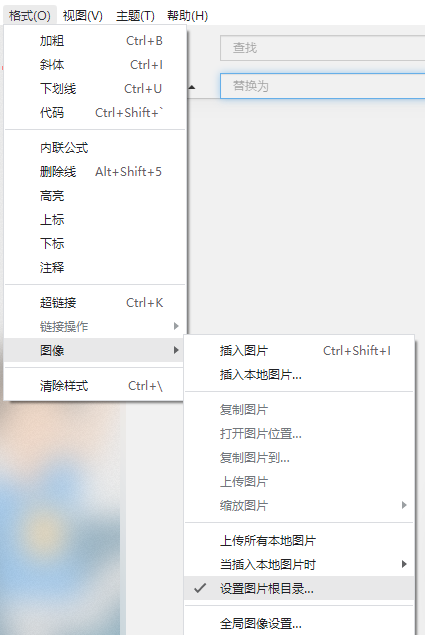 格式(O) 视图(V) 主题(T) 帮助(H)
查找
替换为
加粗 Ctrl+B
斜体 Ctrl+I
下划线 Ctrl+U
代码 Ctrl+Shift+`
内联公式
删除线 Alt+Shift+5
高亮
上标
下标
注释
超链接 Ctrl+K
链接操作
图像
清除样式 Ctrl+\
插入图片 Ctrl+Shift+I
插入本地图片...
复制图片
打开图片位置...
复制图片到...
上传图片
缩放图片
上传所有本地图片
当插入本地图片时
设置图片根目录...
全局图像设置...